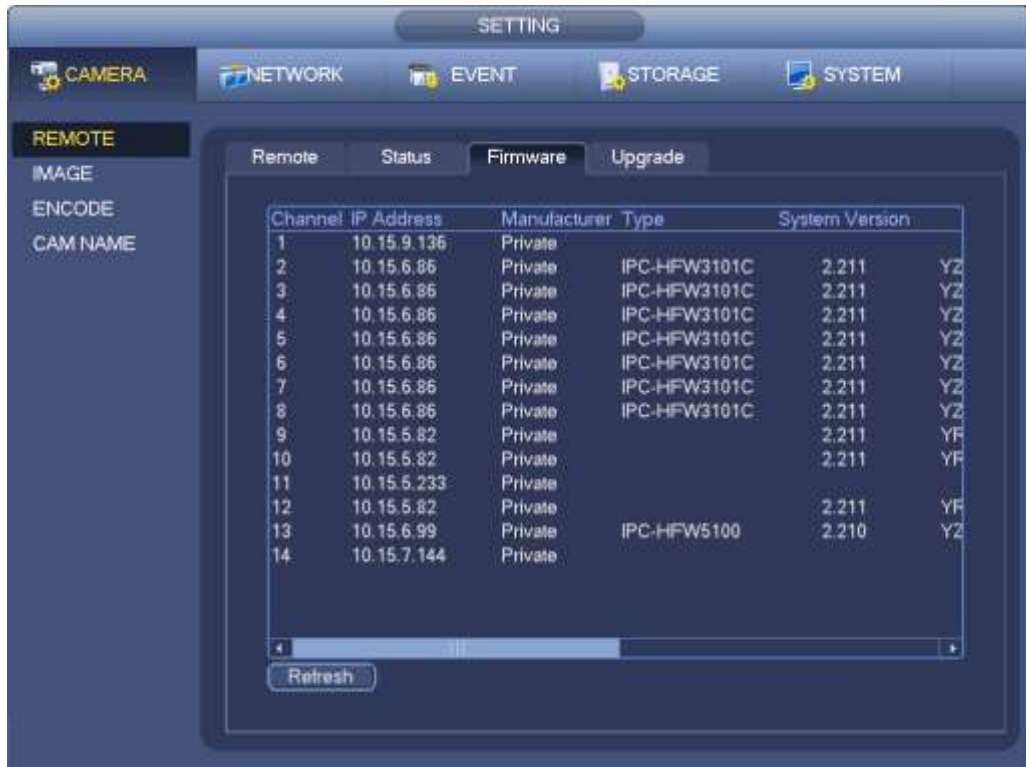 SETTING
CAMERA NETWORK EVENT STORAGE SYSTEM
REMOTE
IMAGE
ENCODE
CAM NAME
Remote Status Firmware Upgrade
Channel IP Address Manufacturer Type System Version
1 10.15.9.136 Private
2 10.15.6.86 Private IPC-HFW3101C 2.211 YZ
3 10.15.6.86 Private IPC-HFW3101C 2.211 YZ
4 10.15.6.86 Private IPC-HFW3101C 2.211 YZ
5 10.15.6.86 Private IPC-HFW3101C 2.211 YZ
6 10.15.6.86 Private IPC-HFW3101C 2.211 YZ
7 10.15.6.86 Private IPC-HFW3101C 2.211 YZ
8 10.15.6.86 Private IPC-HFW3101C 2.211 YZ
9 10.15.5.82 Private 2.211
10 10.15.5.82 Private 2.211
11 10.15.5.233 Private
12 10.15.5.82 Private 2.211
13 10.15.6.99 Private IPC-HFW5100 2.210 YZ
14 10.15.7.144 Private
Refresh